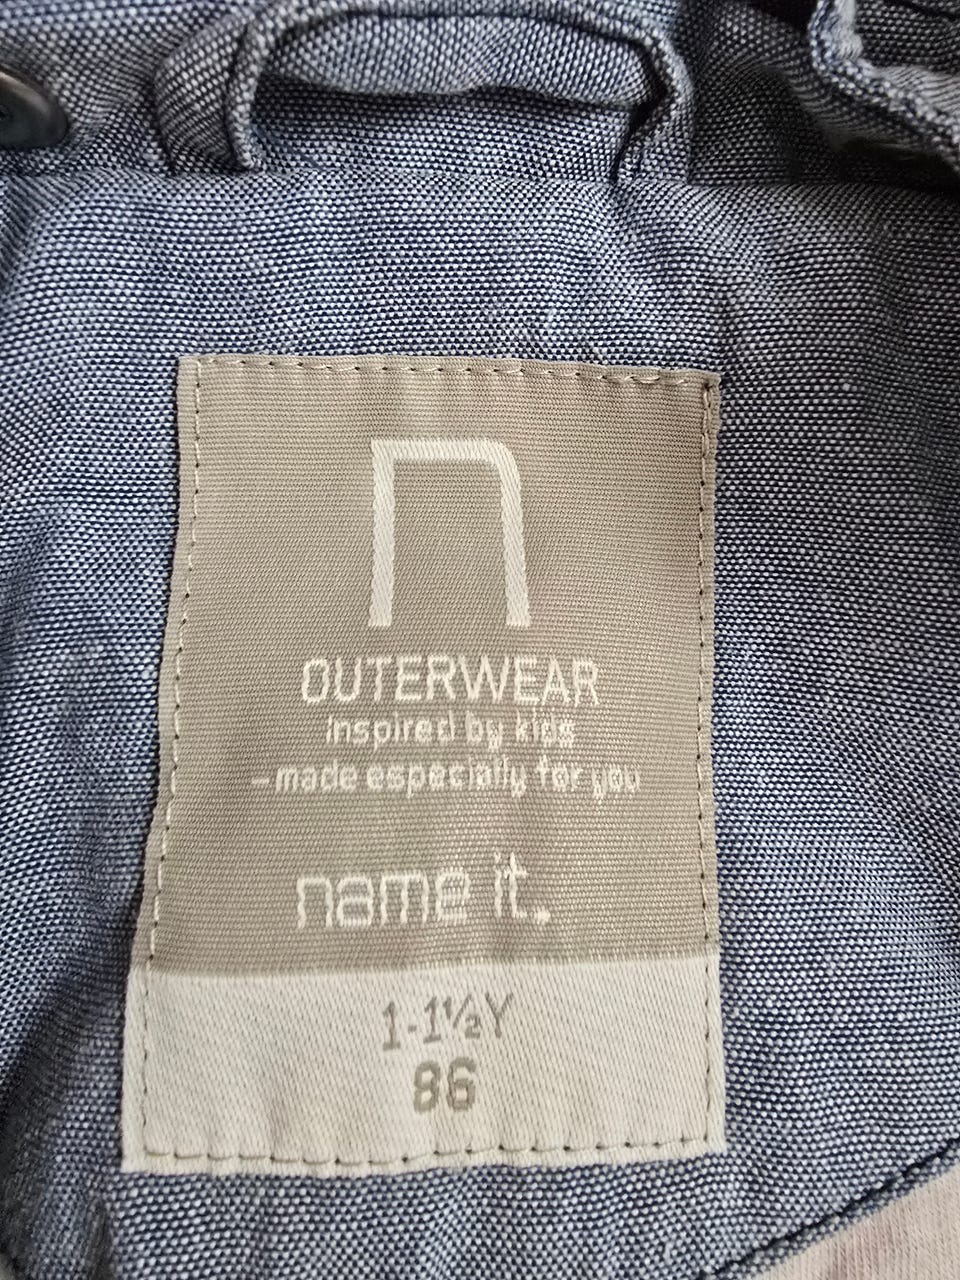 n
OUTERWEAR
inspired by kids
-made especially for you
name it.
1-1½Y
86